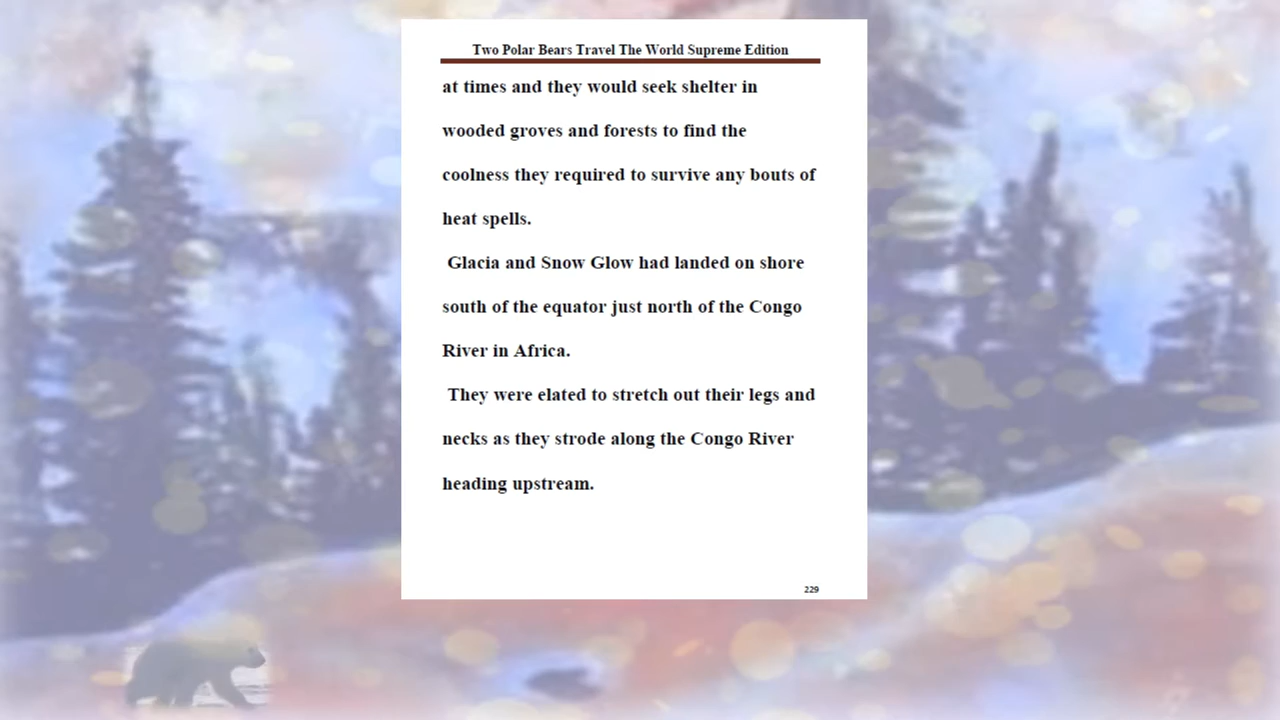 Two Polar Bears Travel The World Supreme Edition
at times and they would seek shelter in
wooded groves and forests to find the
coolness they required to survive any bouts of
heat spells.
Glacia and Snow Glow had landed on shore
south of the equator just north of the Congo
River in Africa.
They were elated to stretch out their legs and
necks as they strode along the Congo River
heading upstream.
229